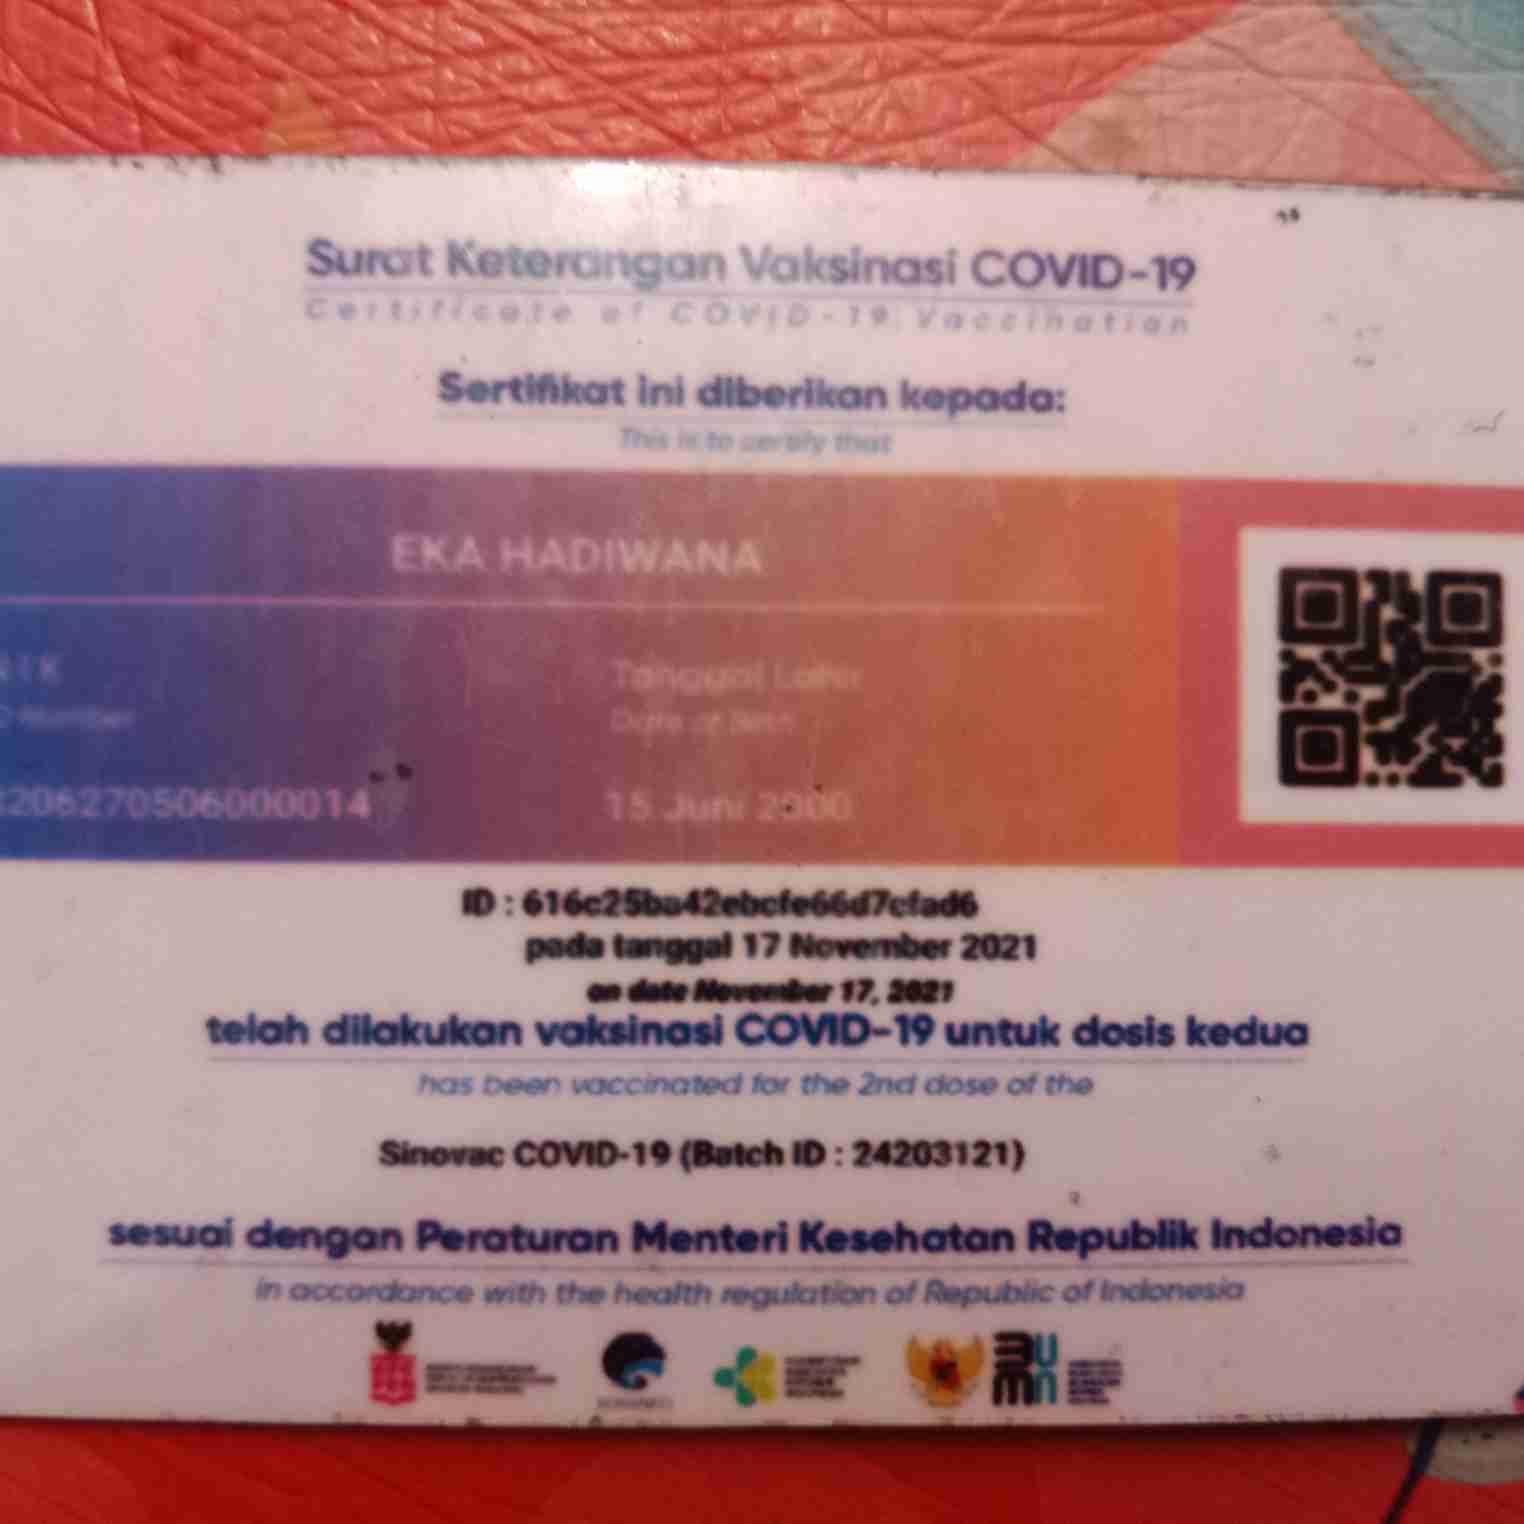 Surat Keterangan Vaksinasi COVID-19
Certificate of COVID-19 Vaccination
Sertifikat ini diberikan kepada:
This is to certify that
EKA HADIWANA
NIK Tanggal Lahir
Number Date of Birth
206270506000014 15 Juni 2000
ID : 616c25ba42ebcfe66d7cfad6
pada tanggal 17 November 2021
on date November 17, 2021
telah dilakukan vaksinasi COVID-19 untuk dosis kedua
has been vaccinated for the 2nd dose of the
Sinovac COVID-19 (Batch ID : 24203121)
sesuai dengan Peraturan Menteri Kesehatan Republik Indonesia
in accordance with the health regulation of Republic of Indonesia